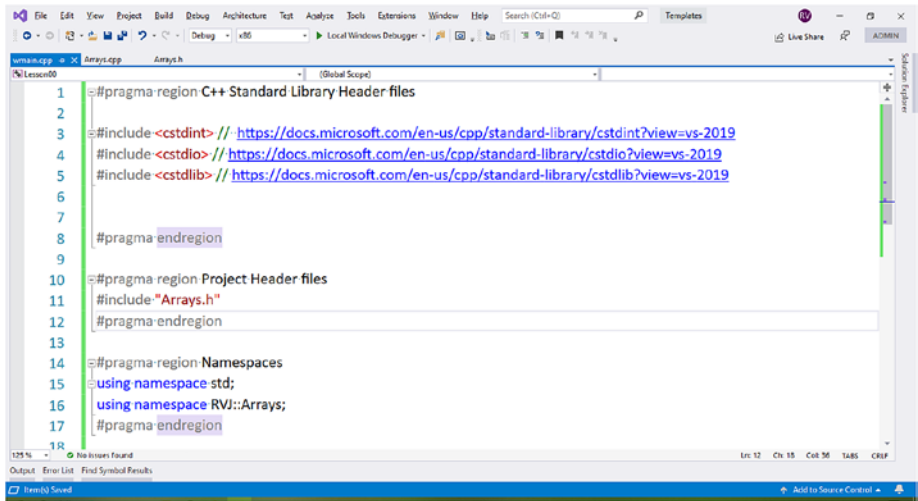 File Edit View Project Build Debug Architecture Test Analyze Tools Extensions Window Help Search (Ctrl+Q) Templates RV
Debug x86 Local Windows Debugger Live Share ADMIN
wmain.cpp Arrays.cpp Arrays.h
Lesson00 (Global Scope)
Solution Explorer
1 #pragma region C++ Standard Library Header files
2
3 #include <cstdint> // https://docs.microsoft.com/en-us/cpp/standard-library/cstdint?view=vs-2019
4 #include <cstdio> // https://docs.microsoft.com/en-us/cpp/standard-library/cstdio?view=vs-2019
5 #include <cstdlib> // https://docs.microsoft.com/en-us/cpp/standard-library/cstdlib?view=vs-2019
6
7
8 #pragma endregion
9
10 #pragma region Project Header files
11 #include "Arrays.h"
12 #pragma endregion
13
14 #pragma region Namespaces
15 using namespace std;
16 using namespace RVJ::Arrays;
17 #pragma endregion
18
125 % No issues found Ln: 12 Ch: 18 Col: 36 TABS CRLF
Output Error List Find Symbol Results
Item(s) Saved Add to Source Control